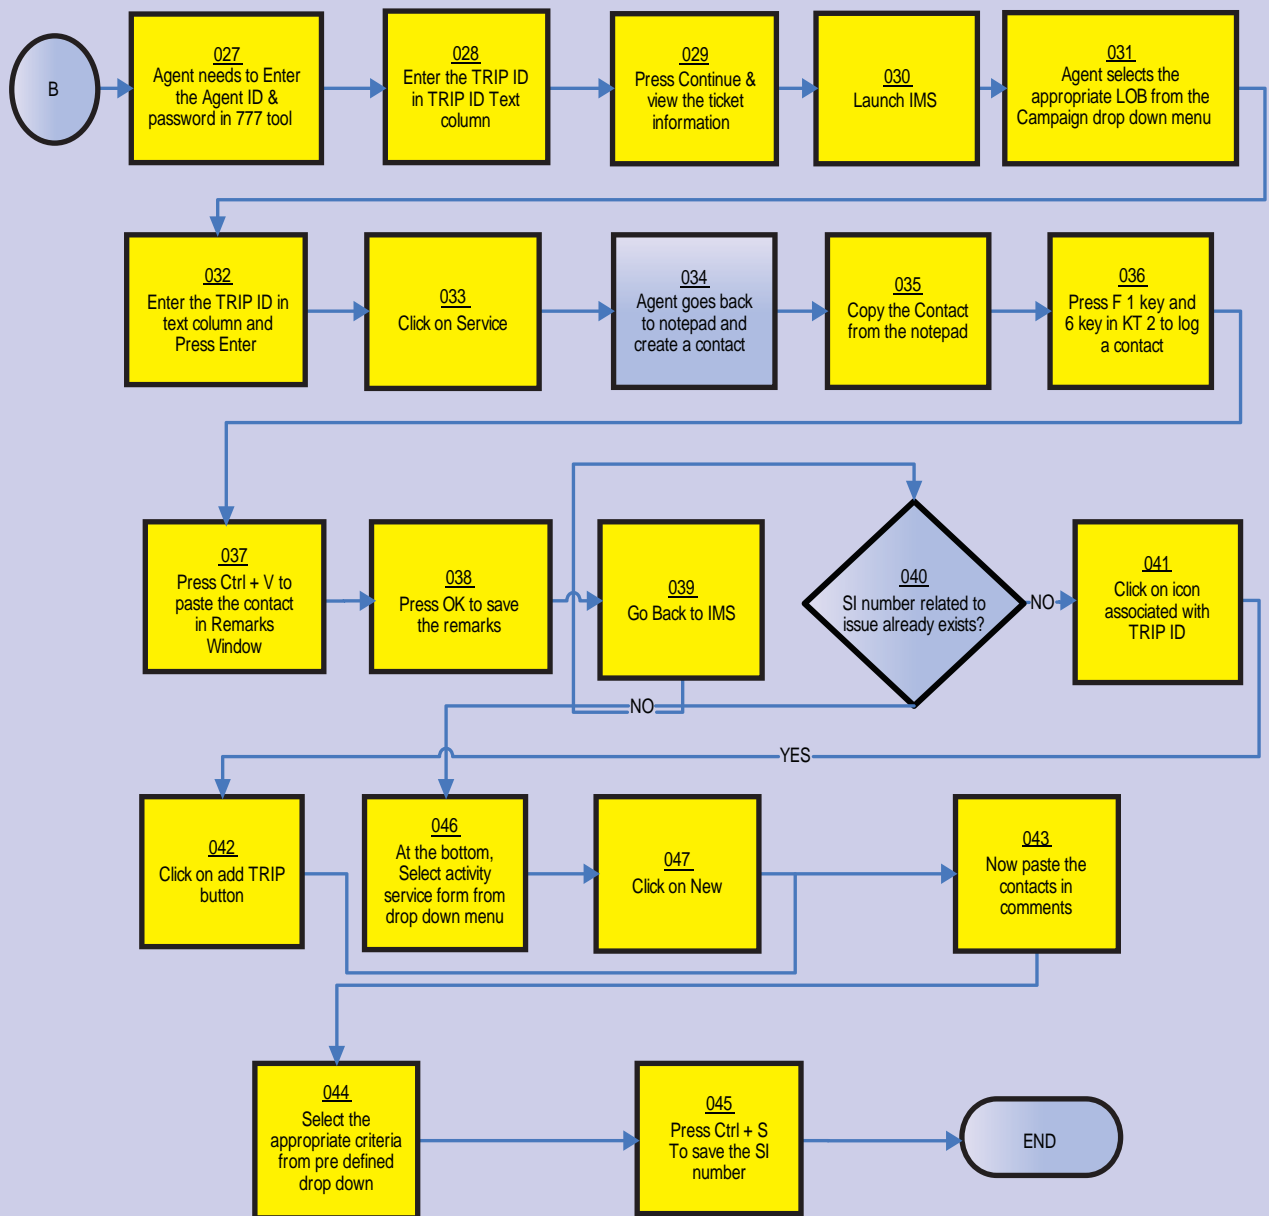 B
027
Agent needs to Enter
the Agent ID &
password in 777 tool
028
Enter the TRIP ID
in TRIP ID Text
column
029
Press Continue &
view the ticket
information
030
Launch IMS
031
Agent selects the
appropriate LOB from the
Campaign drop down menu
032
Enter the TRIP ID in
text column and
Press Enter
033
Click on Service
034
Agent goes back
to notepad and
create a contact
035
Copy the Contact
from the notepad
036
Press F 1 key and
6 key in KT 2 to log
a contact
037
Press Ctrl + V to
paste the contact
in Remarks
Window
038
Press OK to save
the remarks
039
Go Back to IMS
040
SI number related to
issue already exists?
NO
041
Click on icon
associated with
TRIP ID
NO
YES
042
Click on add TRIP
button
046
At the bottom,
Select activity
service form from
drop down menu
047
Click on New
043
Now paste the
contacts in
comments
044
Select the
appropriate criteria
from pre defined
drop down
045
Press Ctrl + S
To save the SI
number
END